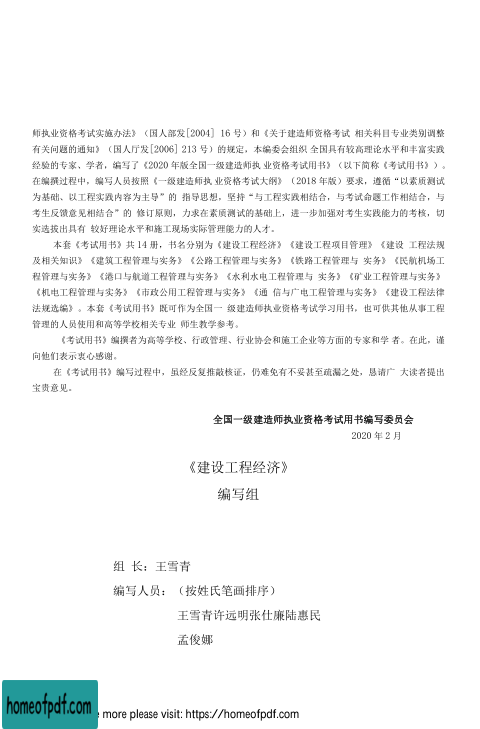 师执业资格考试实施办法》（国人部发[2004] 16 号）和《关于建造师资格考试 相关科目专业类别调整
有关问题的通知》（国人厅发[2006] 213 号）的规定，本编委会组织 全国具有较高理论水平和丰富实践
经验的专家、学者，编写了《2020 年版全国一级建造师执 业资格考试用书》（以下简称《考试用书》）。
在编撰过程中，编写人员按照《一级建造师执 业资格考试大纲》（2018 年版）要求，遵循“以素质测试
为基础、以工程实践内容为主导”的 指导思想，坚持“与工程实践相结合，与考试命题工作相结合，与
考生反馈意见相结合”的 修订原则，力求在素质测试的基础上，进一步加强对考生实践能力的考核，切
实选拔出具有 较好理论水平和施工现场实际管理能力的人才。
本套《考试用书》共 14 册，书名分别为《建设工程经济》《建设工程项目管理》《建设 工程法规
及相关知识》《建筑工程管理与实务》《公路工程管理与实务》《铁路工程管理与 实务》《民航机场工
程管理与实务》《港口与航道工程管理与实务》《水利水电工程管理与 实务》《矿业工程管理与实务》
《机电工程管理与实务》《市政公用工程管理与实务》《通 信与广电工程管理与实务》《建设工程法律
法规选编》。本套《考试用书》既可作为全国一 级建造师执业资格考试学习用书，也可供其他从事工程
管理的人员使用和高等学校相关专业 师生教学参考。
《考试用书》编撰者为高等学校、行政管理、行业协会和施工企业等方面的专家和学 者。在此，谨
向他们表示衷心感谢。
在《考试用书》编写过程中，虽经反复推敲核证，仍难免有不妥甚至疏漏之处，恳请广 大读者提出
宝贵意见。
全国一级建造师执业资格考试用书编写委员会
2020 年 2 月
《建设工程经济》
编写组
组 长：王雪青
编写人员：（按姓氏笔画排序）
王雪青许远明张仕廉陆惠民
孟俊娜
homeofpdf.com
more please visit: https://homeofpdf.com